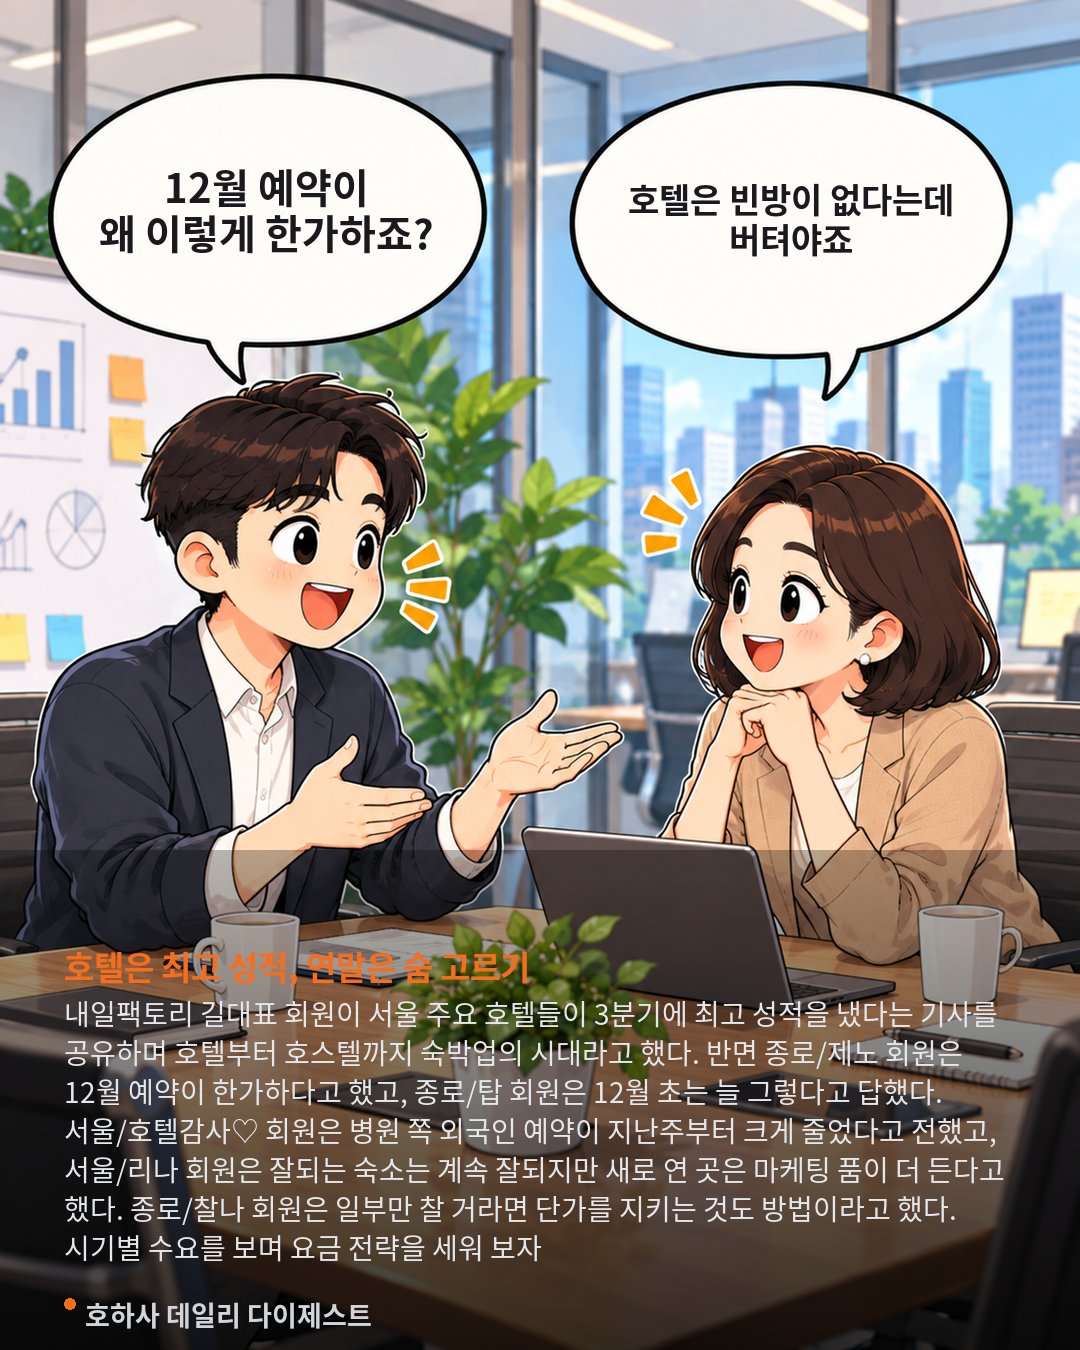 12월 예약이
왜 이렇게 한가하죠?
호텔은 빈방이 없다는데
버텨야죠
호텔은 최고 성적, 연말은 숨 고르기
내일팩토리 길대표 회원이 서울 주요 호텔들이 3분기에 최고 성적을 냈다는 기사를
공유하며 호텔부터 호스텔까지 숙박업의 시대라고 했다. 반면 종로/제노 회원은
12월 예약이 한가하다고 했고, 종로/탑 회원은 12월 초는 늘 그렇다고 답했다.
서울/호텔감사♡ 회원은 병원 쪽 외국인 예약이 지난주부터 크게 줄었다고 전했고,
서울/리나 회원은 잘되는 숙소는 계속 잘되지만 새로 연 곳은 마케팅 품이 더 든다고
했다. 종로/찰나 회원은 일부만 찰 거라면 단가를 지키는 것도 방법이라고 했다.
시기별 수요를 보며 요금 전략을 세워 보자
호하사 데일리 다이제스트